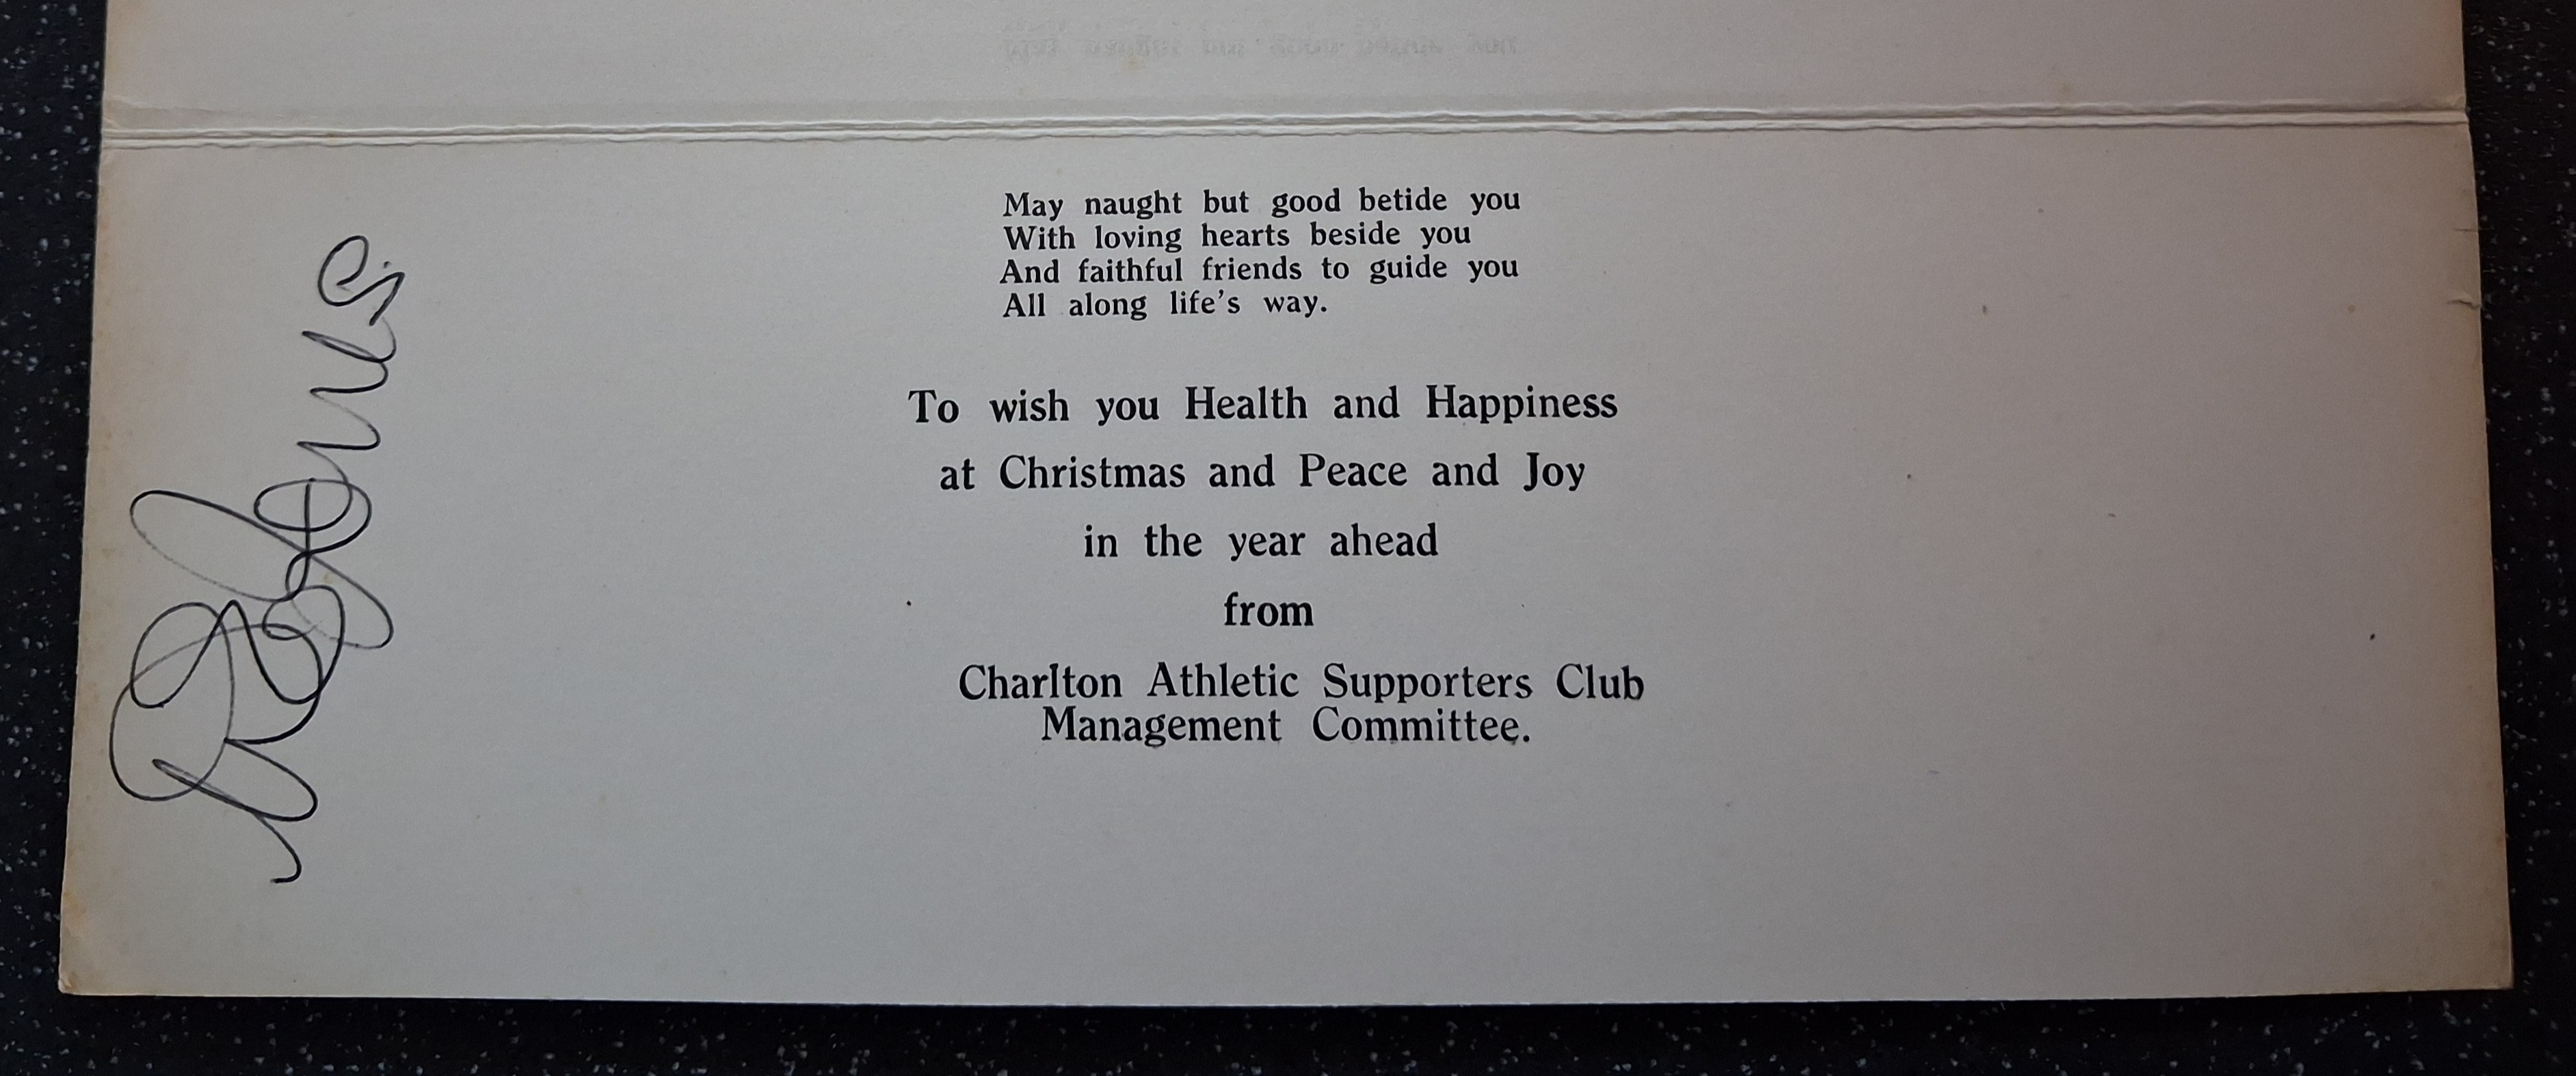 May naught but good betide you
With loving hearts beside you
And faithful friends to guide you
All along life's way.
To wish you Health and Happiness
at Christmas and Peace and Joy
in the year ahead
from
Charlton Athletic Supporters Club
Management Committee.